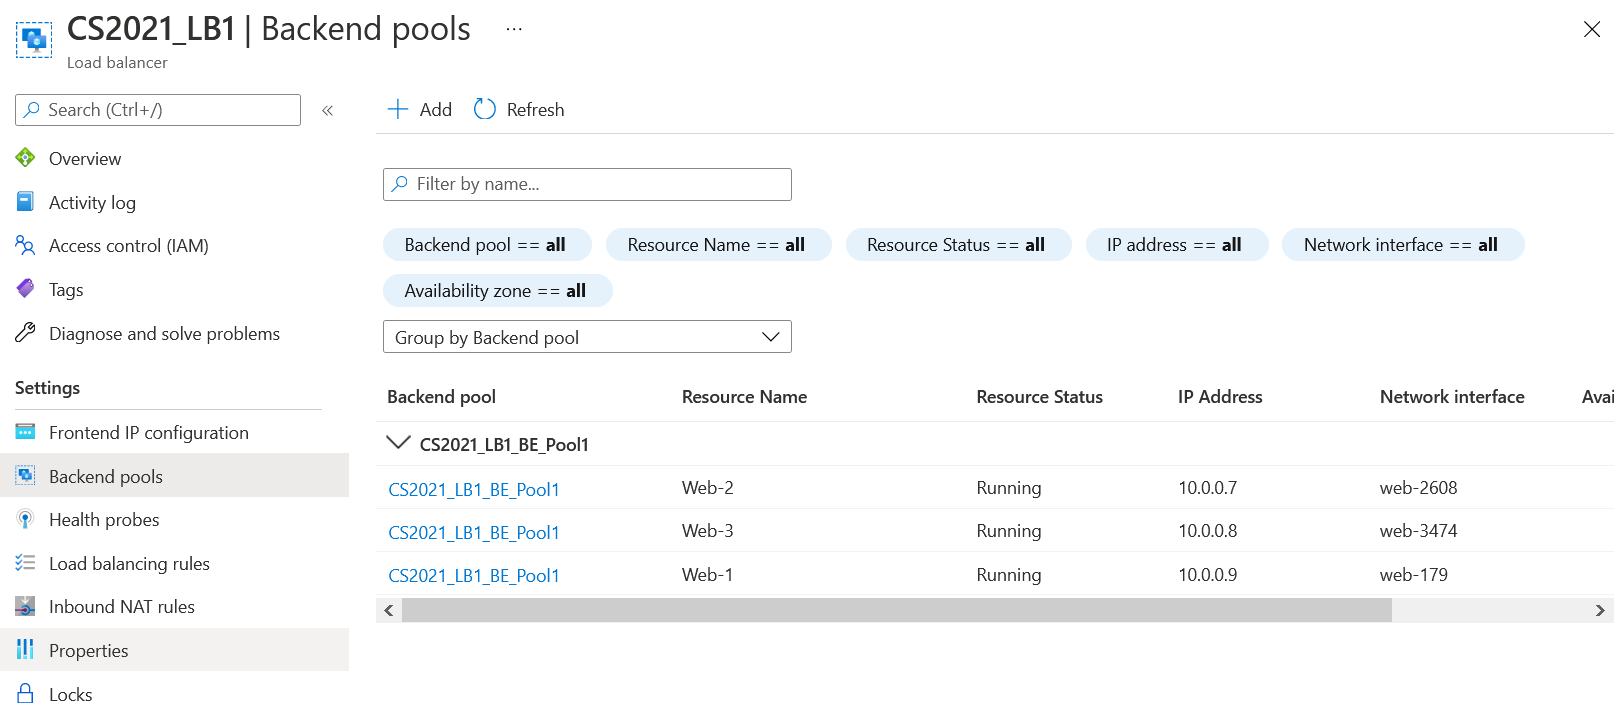 CS2021_LB1 | Backend pools ...
Load balancer
Search (Ctrl+/)
«
Overview
Activity log
Access control (IAM)
Tags
Diagnose and solve problems
Settings
Frontend IP configuration
Backend pools
Health probes
Load balancing rules
Inbound NAT rules
Properties
Locks
Add Refresh
Filter by name...
Backend pool == all Resource Name == all Resource Status == all IP address == all Network interface == all
Availability zone == all
Group by Backend pool
Backend pool Resource Name Resource Status IP Address Network interface Avai
CS2021_LB1_BE_Pool1
CS2021_LB1_BE_Pool1 Web-2 Running 10.0.0.7 web-2608
CS2021_LB1_BE_Pool1 Web-3 Running 10.0.0.8 web-3474
CS2021_LB1_BE_Pool1 Web-1 Running 10.0.0.9 web-179